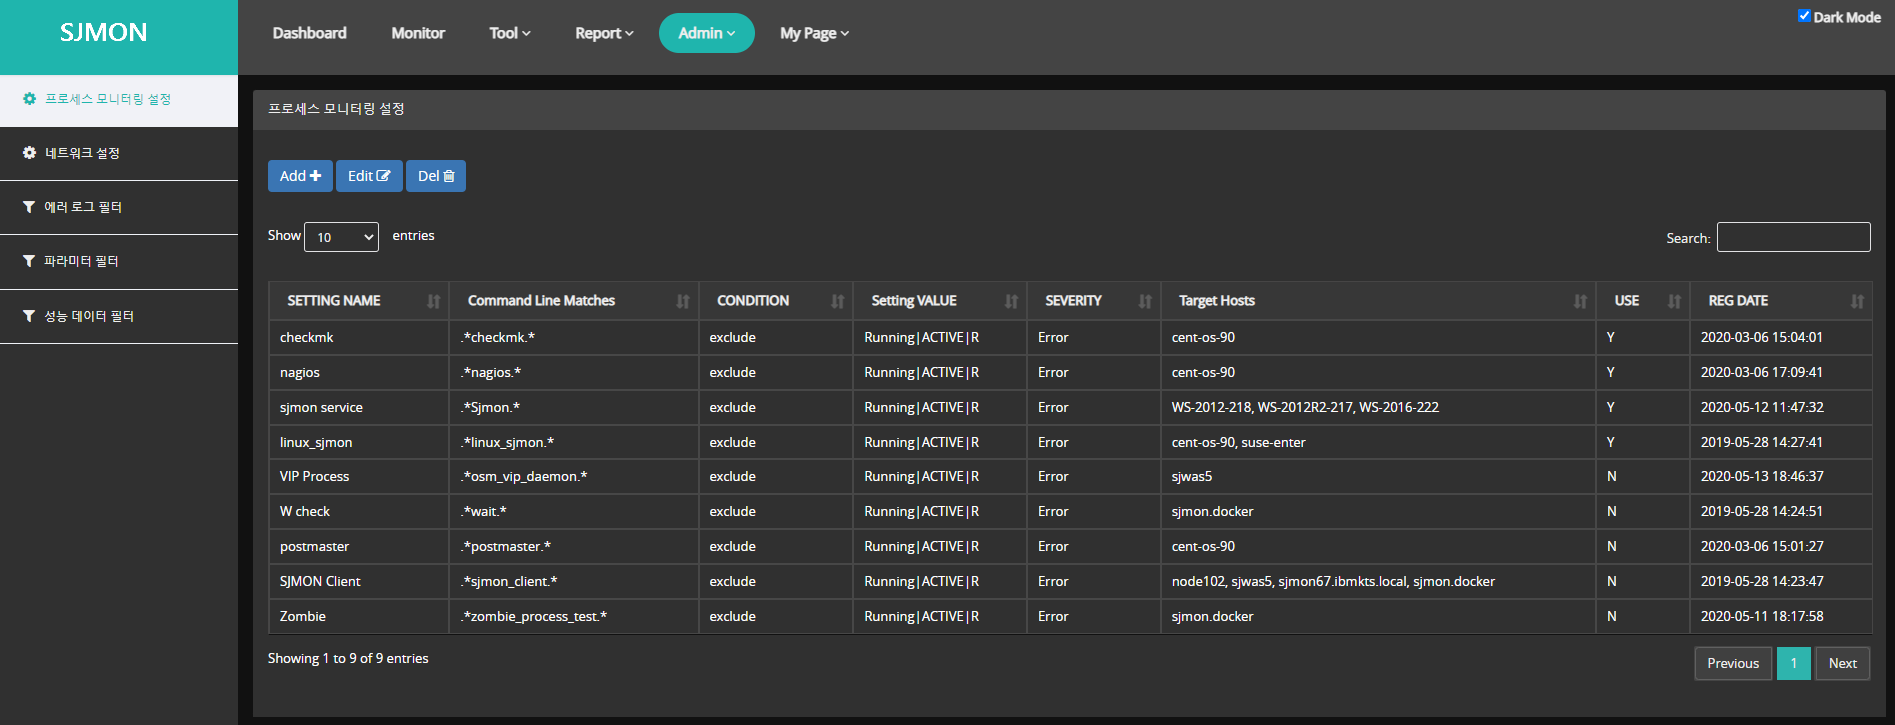 SJMON
Dashboard Monitor Tool Report Admin My Page
Dark Mode
프로세스 모니터링 설정
네트워크 설정
에러 로그 필터
파라미터 필터
성능 데이터 필터
프로세스 모니터링 설정
Add Edit Del
Show 10 entries Search:
SETTING NAME Command Line Matches CONDITION Setting VALUE SEVERITY Target Hosts USE REG DATE
checkmk .*checkmk.* exclude Running|ACTIVE|R Error cent-os-90 Y 2020-03-06 15:04:01
nagios .*nagios.* exclude Running|ACTIVE|R Error cent-os-90 Y 2020-03-06 17:09:41
sjmon service .*Sjmon.* exclude Running|ACTIVE|R Error WS-2012-218, WS-2012R2-217, WS-2016-222 Y 2020-05-12 11:47:32
linux_sjmon .*linux_sjmon.* exclude Running|ACTIVE|R Error cent-os-90, suse-enter Y 2019-05-28 14:27:41
VIP Process .*osm_vip_daemon.* exclude Running|ACTIVE|R Error sjwas5 N 2020-05-13 18:46:37
W check .*wait.* exclude Running|ACTIVE|R Error sjmon.docker N 2019-05-28 14:24:51
postmaster .*postmaster.* exclude Running|ACTIVE|R Error cent-os-90 N 2020-03-06 15:01:27
SJMON Client .*sjmon_client.* exclude Running|ACTIVE|R Error node102, sjwas5, sjmon67.ibmkts.local, sjmon.docker N 2019-05-28 14:23:47
Zombie .*zombie_process_test.* exclude Running|ACTIVE|R Error sjmon.docker N 2020-05-11 18:17:58
Showing 1 to 9 of 9 entries
Previous 1 Next